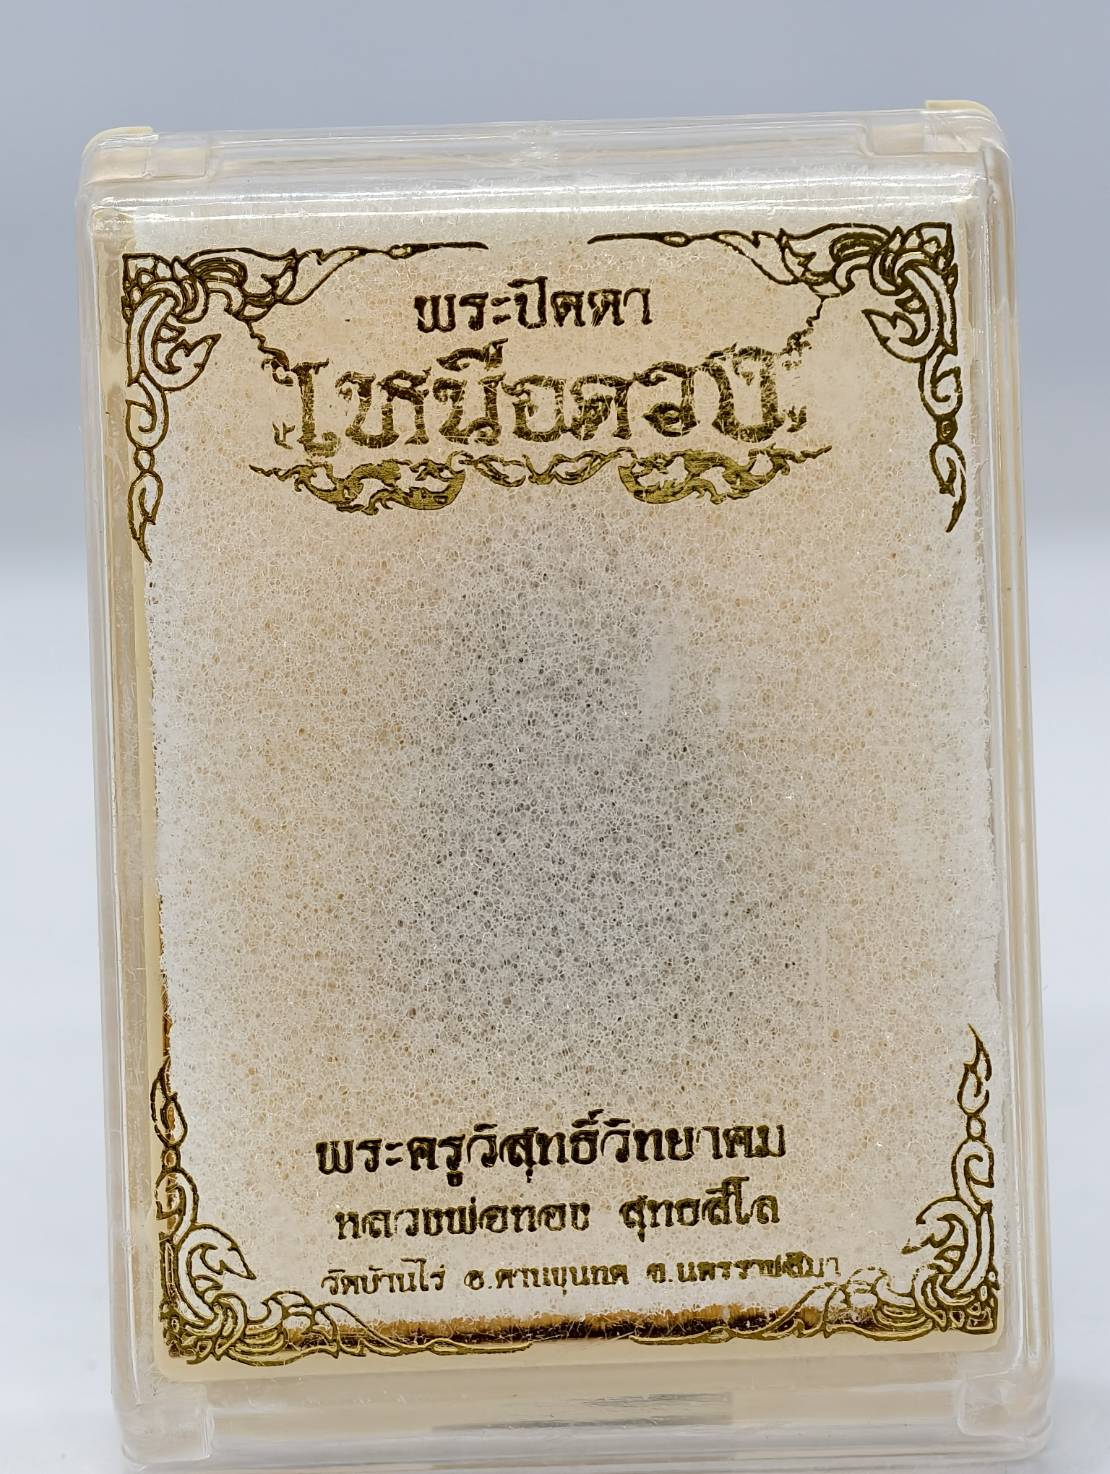 พระปิดตา
เหนือดวง
พระครูวิสุทธิ์วิทยาคม
หลวงพ่อทอง สุทธสีโล
วัดบ้านไร่ อ.ด่านขุนทด จ.นครราชสีมา